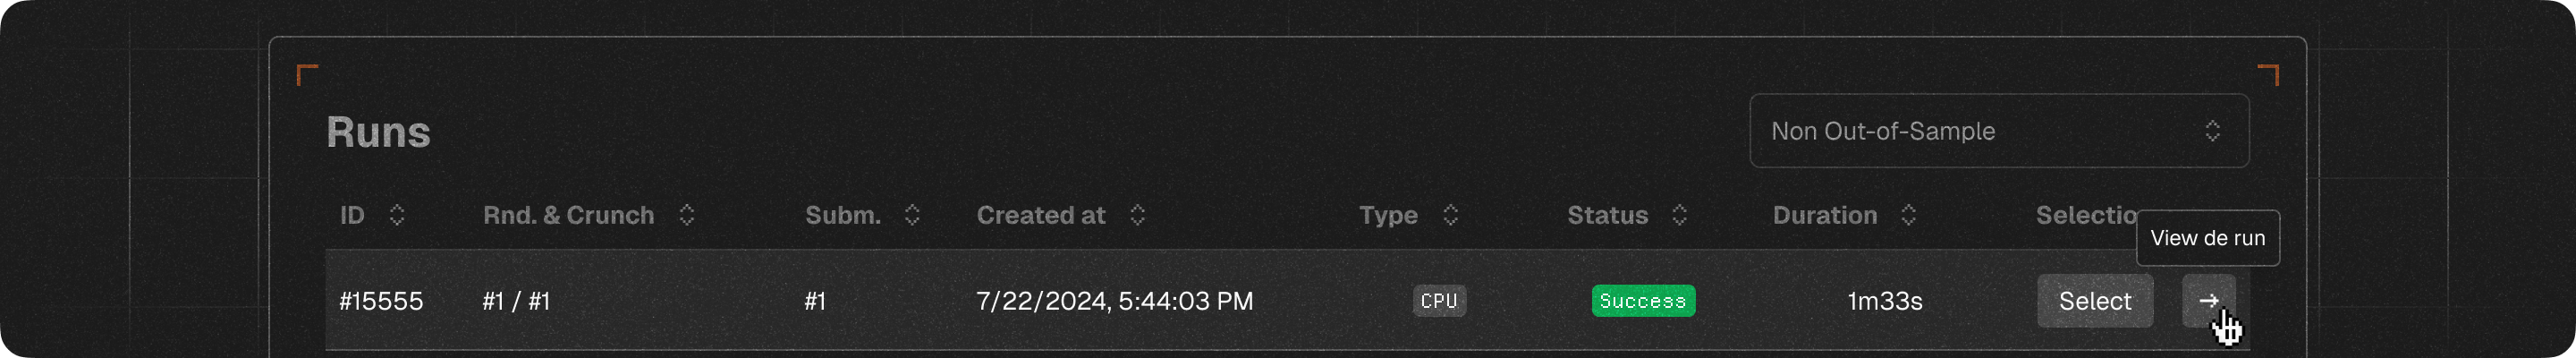 Runs
Non Out-of-Sample
ID Rnd. & Crunch Subm. Created at Type Status Duration Selectio
View de run
#15555 #1 / #1 #1 7/22/2024, 5:44:03 PM CPU Success 1m33s Select →